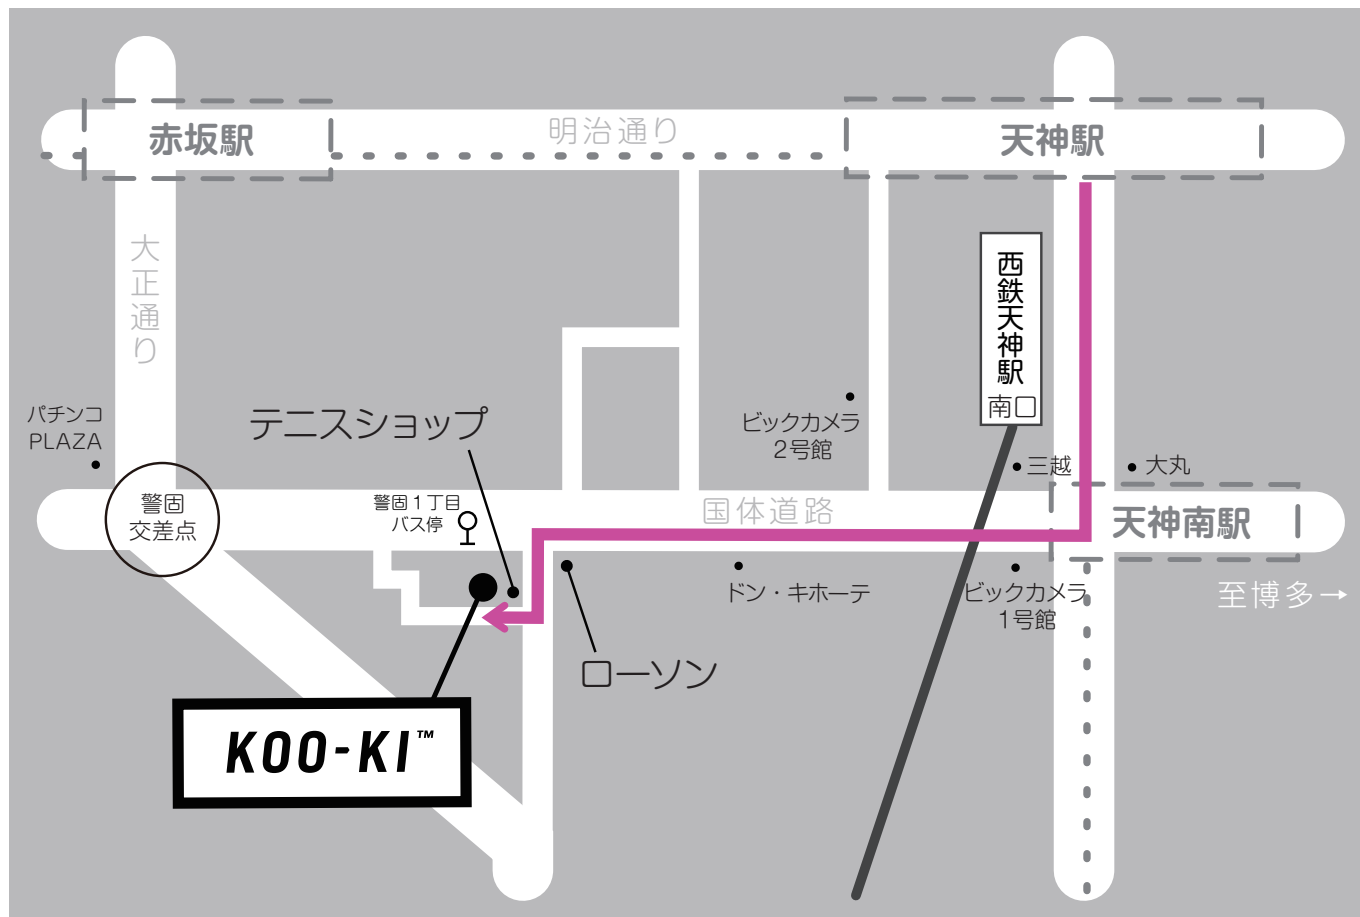 赤坂駅
明治通り
天神駅
大正通り
西鉄天神駅
南口
パチンコ
PLAZA
テニスショップ
ビックカメラ
2号館
三越
大丸
警固
交差点
警固1丁目
バス停
国体道路
天神南駅
ドン・キホーテ
ビックカメラ
1号館
至博多→
ローソン
KOO-KI™